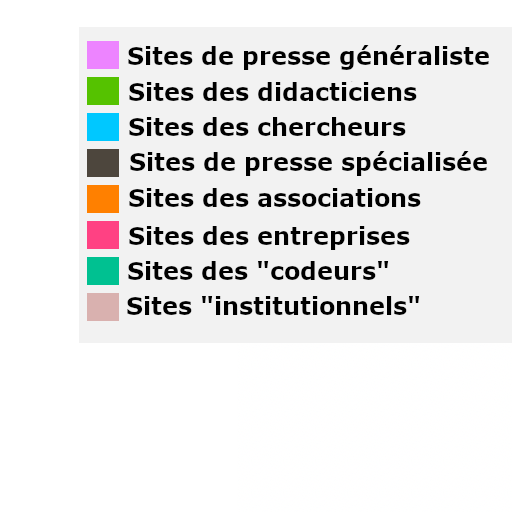 Sites de presse généraliste
Sites des didacticiens
Sites des chercheurs
Sites de presse spécialisée
Sites des associations
Sites des entreprises
Sites des "codeurs"
Sites "institutionnels"